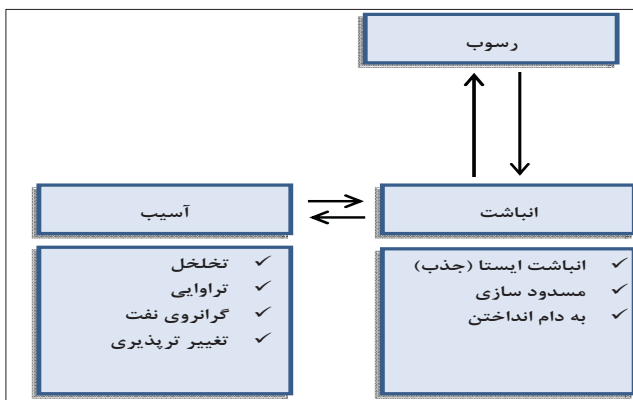 رسوب
انباشت
انباشت ایستا (جذب)
مسدود سازی
به دام انداختن
آسیب
تخلخل
تراوایی
گرانروی نفت
تغییر ترپذیری